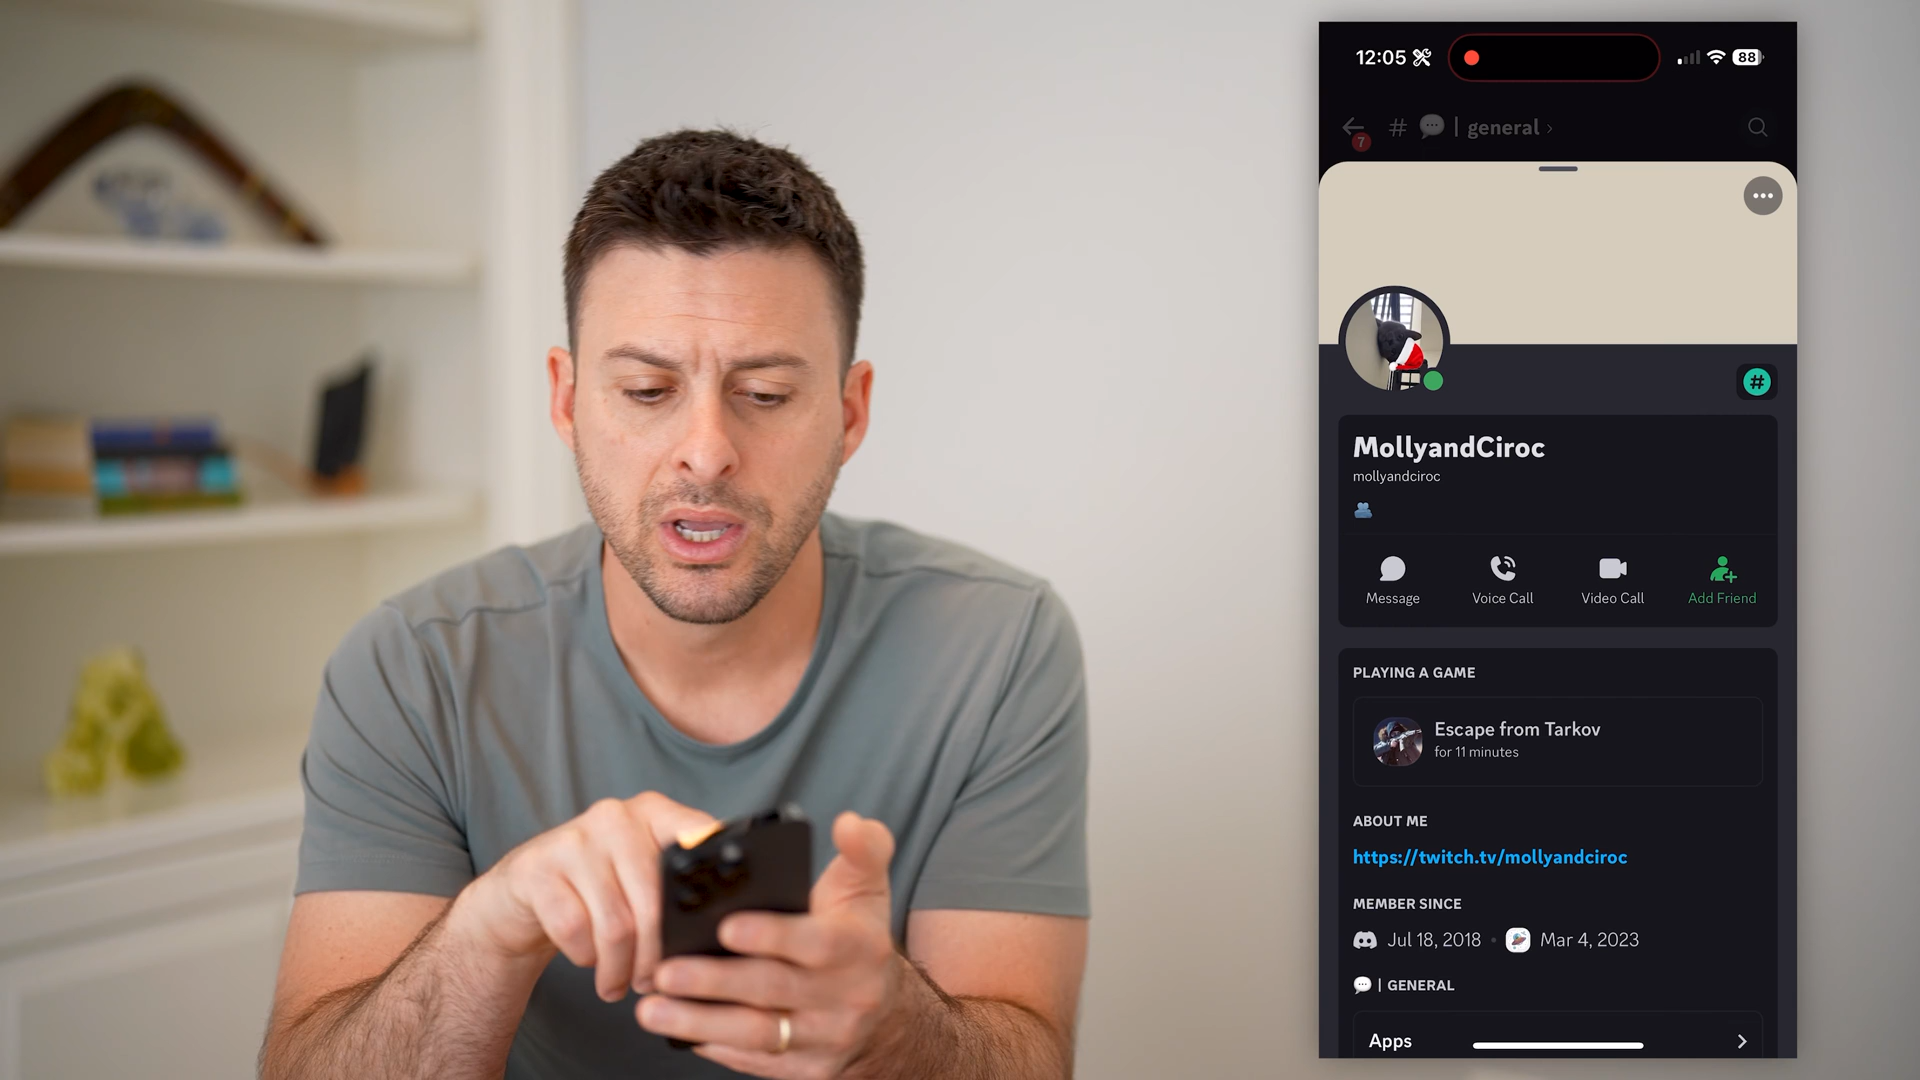 12:05
88
7
# | general ›
MollyandCiroc
mollyandciroc
Message Voice Call Video Call Add Friend
PLAYING A GAME
Escape from Tarkov
for 11 minutes
ABOUT ME
https://twitch.tv/mollyandciroc
MEMBER SINCE
Jul 18, 2018 • Mar 4, 2023
| GENERAL
Apps